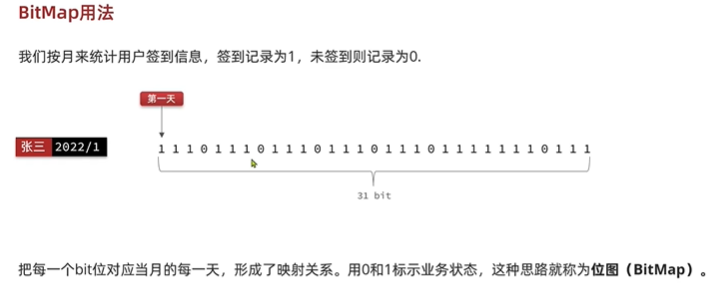 BitMap用法
我们按月来统计用户签到信息，签到记录为1，未签到则记录为0.
第一天
张三 2022/1 1 1 1 0 1 1 1 0 1 1 1 0 1 1 1 0 1 1 1 0 1 1 1 1 1 1 1 0 1 1 1
31 bit
把每一个bit位对应当月的每一天，形成了映射关系。用0和1标示业务状态，这种思路就称为位图（BitMap）。